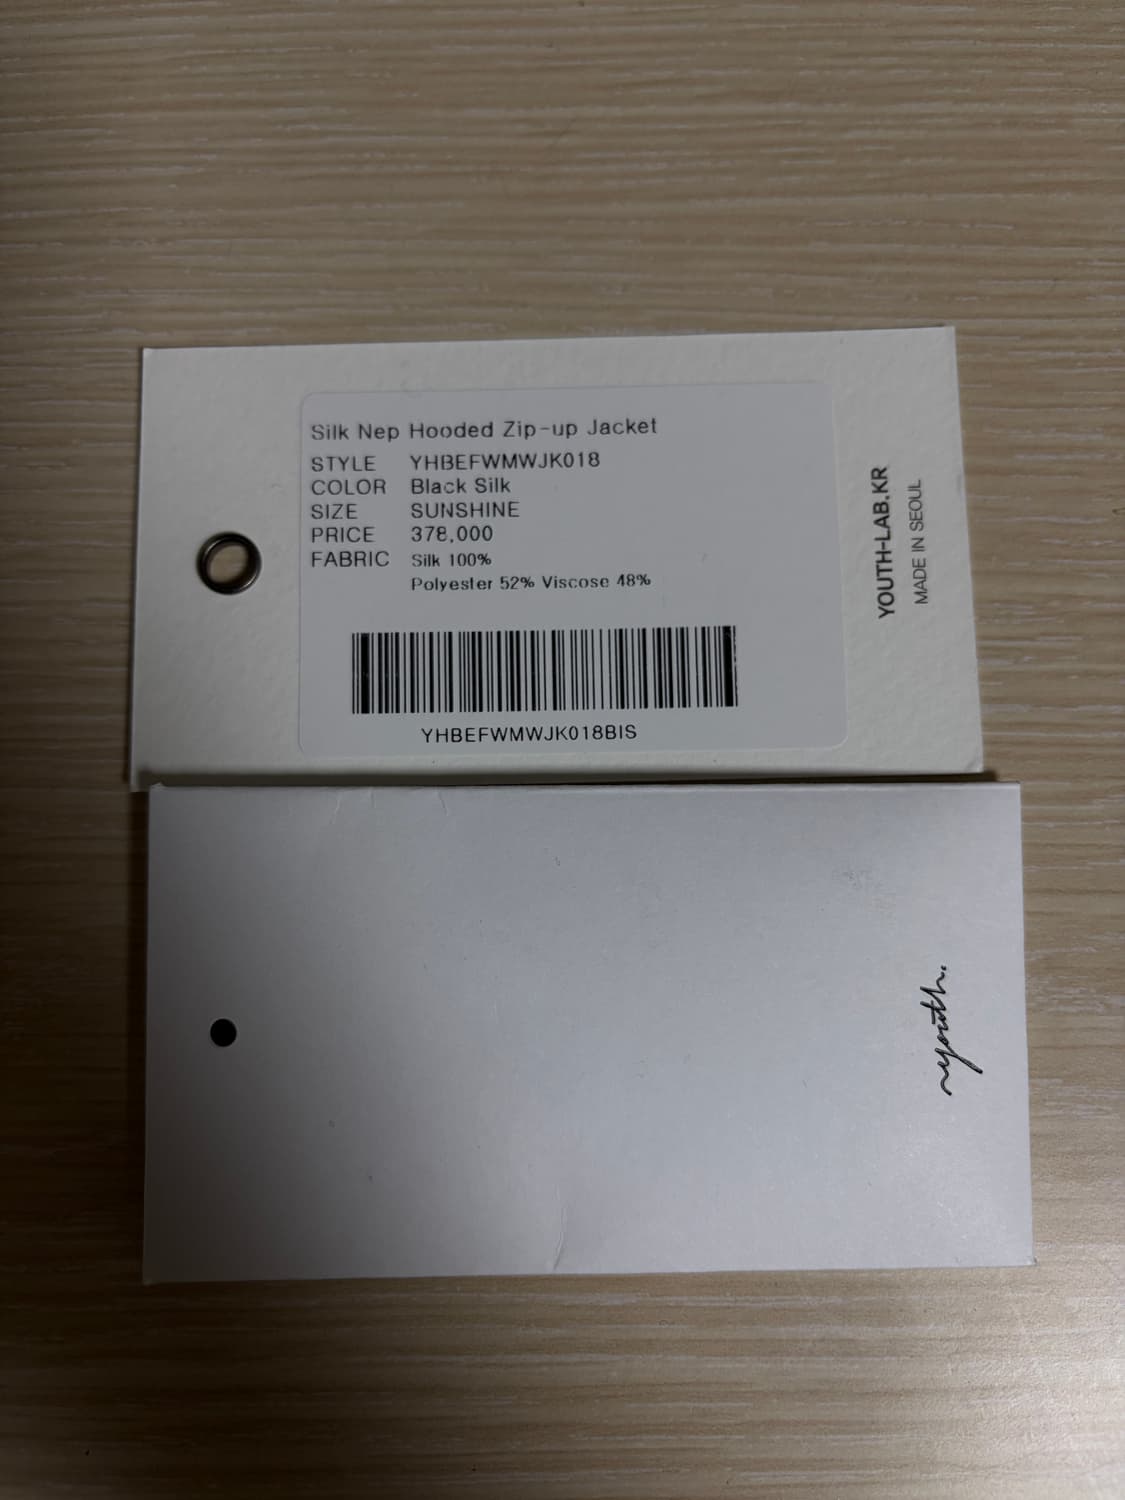 Silk Nep Hooded Zip-up Jacket
STYLE YHBEFWMWJK018
COLOR Black Silk
SIZE SUNSHINE
PRICE 378,000
FABRIC Silk 100%
Polyester 52% Viscose 48%
YHBEFWMWJK018BIS
YOUTH-LAB.KR
MADE IN SEOUL
youth.